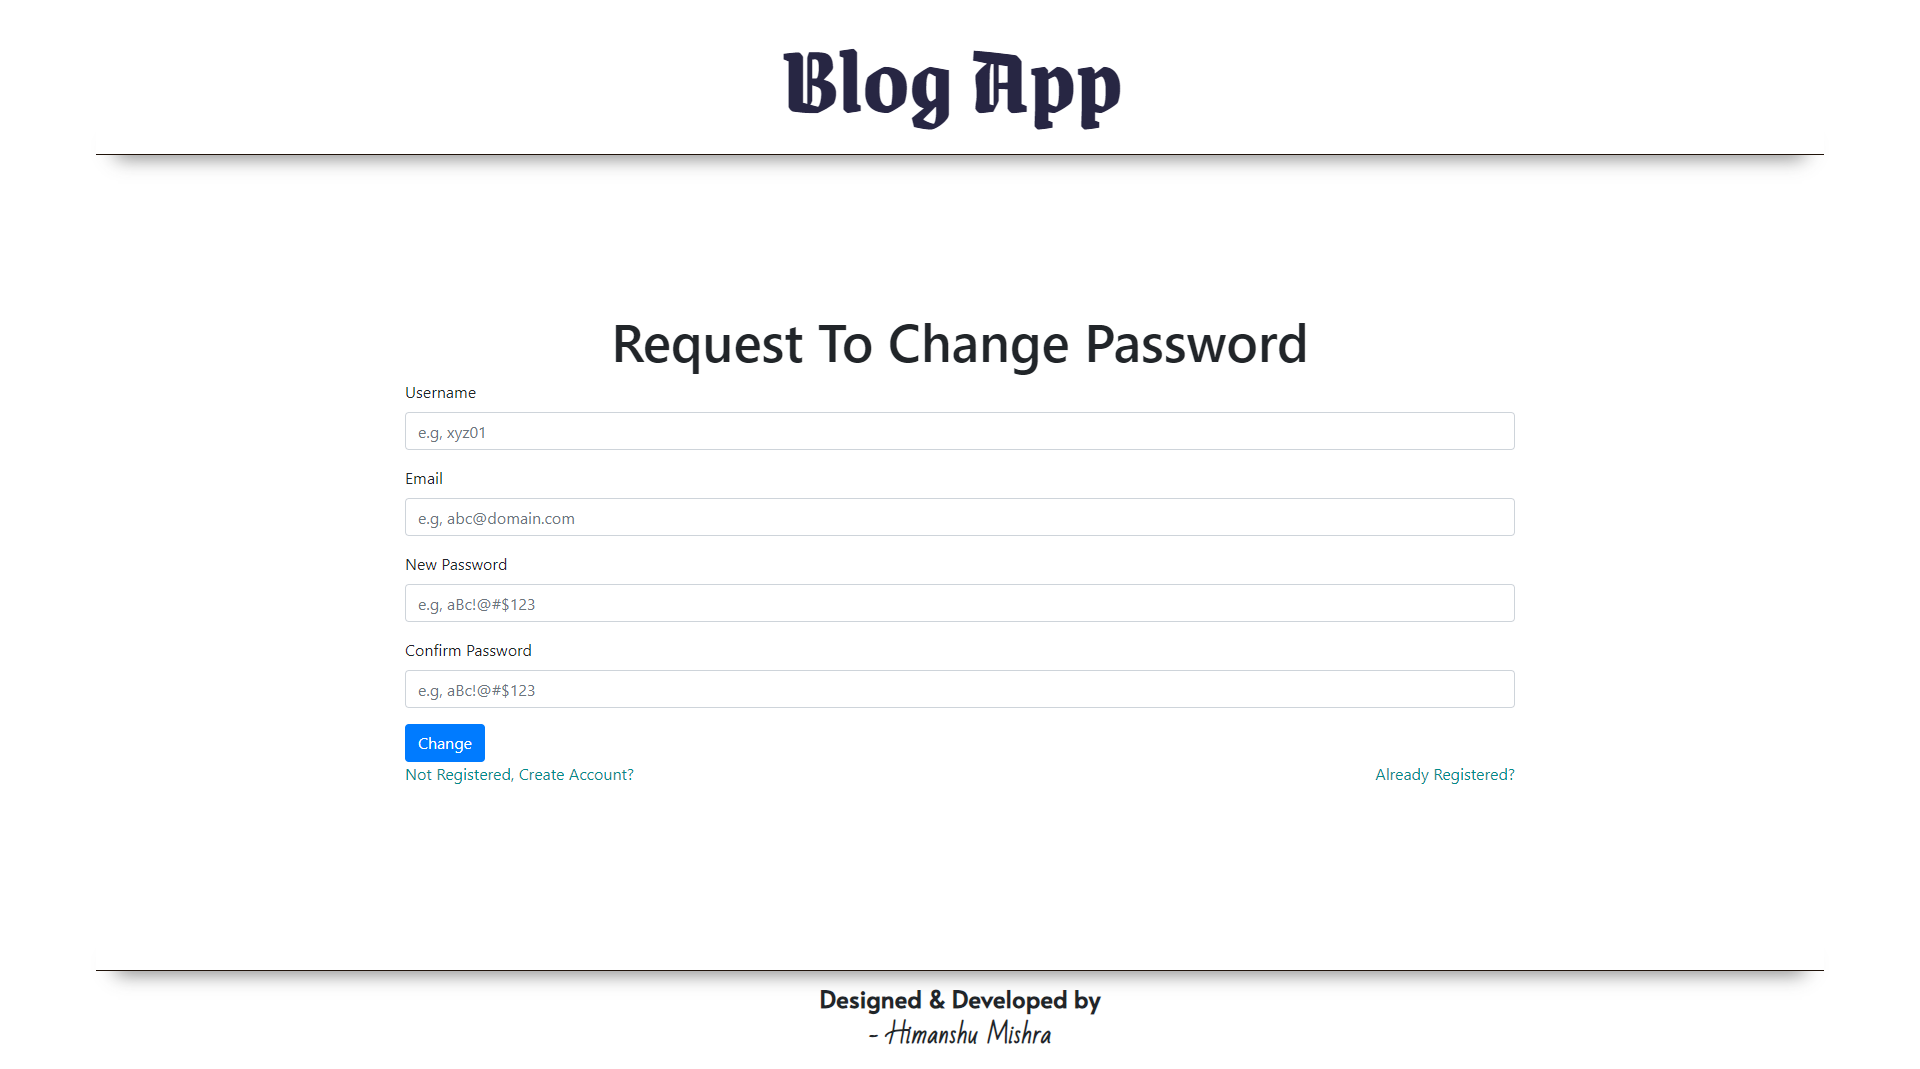 Blog App
Request To Change Password
Username
e.g, xyz01
Email
e.g, abc@domain.com
New Password
e.g, aBc!@#$123
Confirm Password
e.g, aBc!@#$123
Change
Not Registered, Create Account?
Already Registered?
Designed & Developed by
- Himanshu Mishra